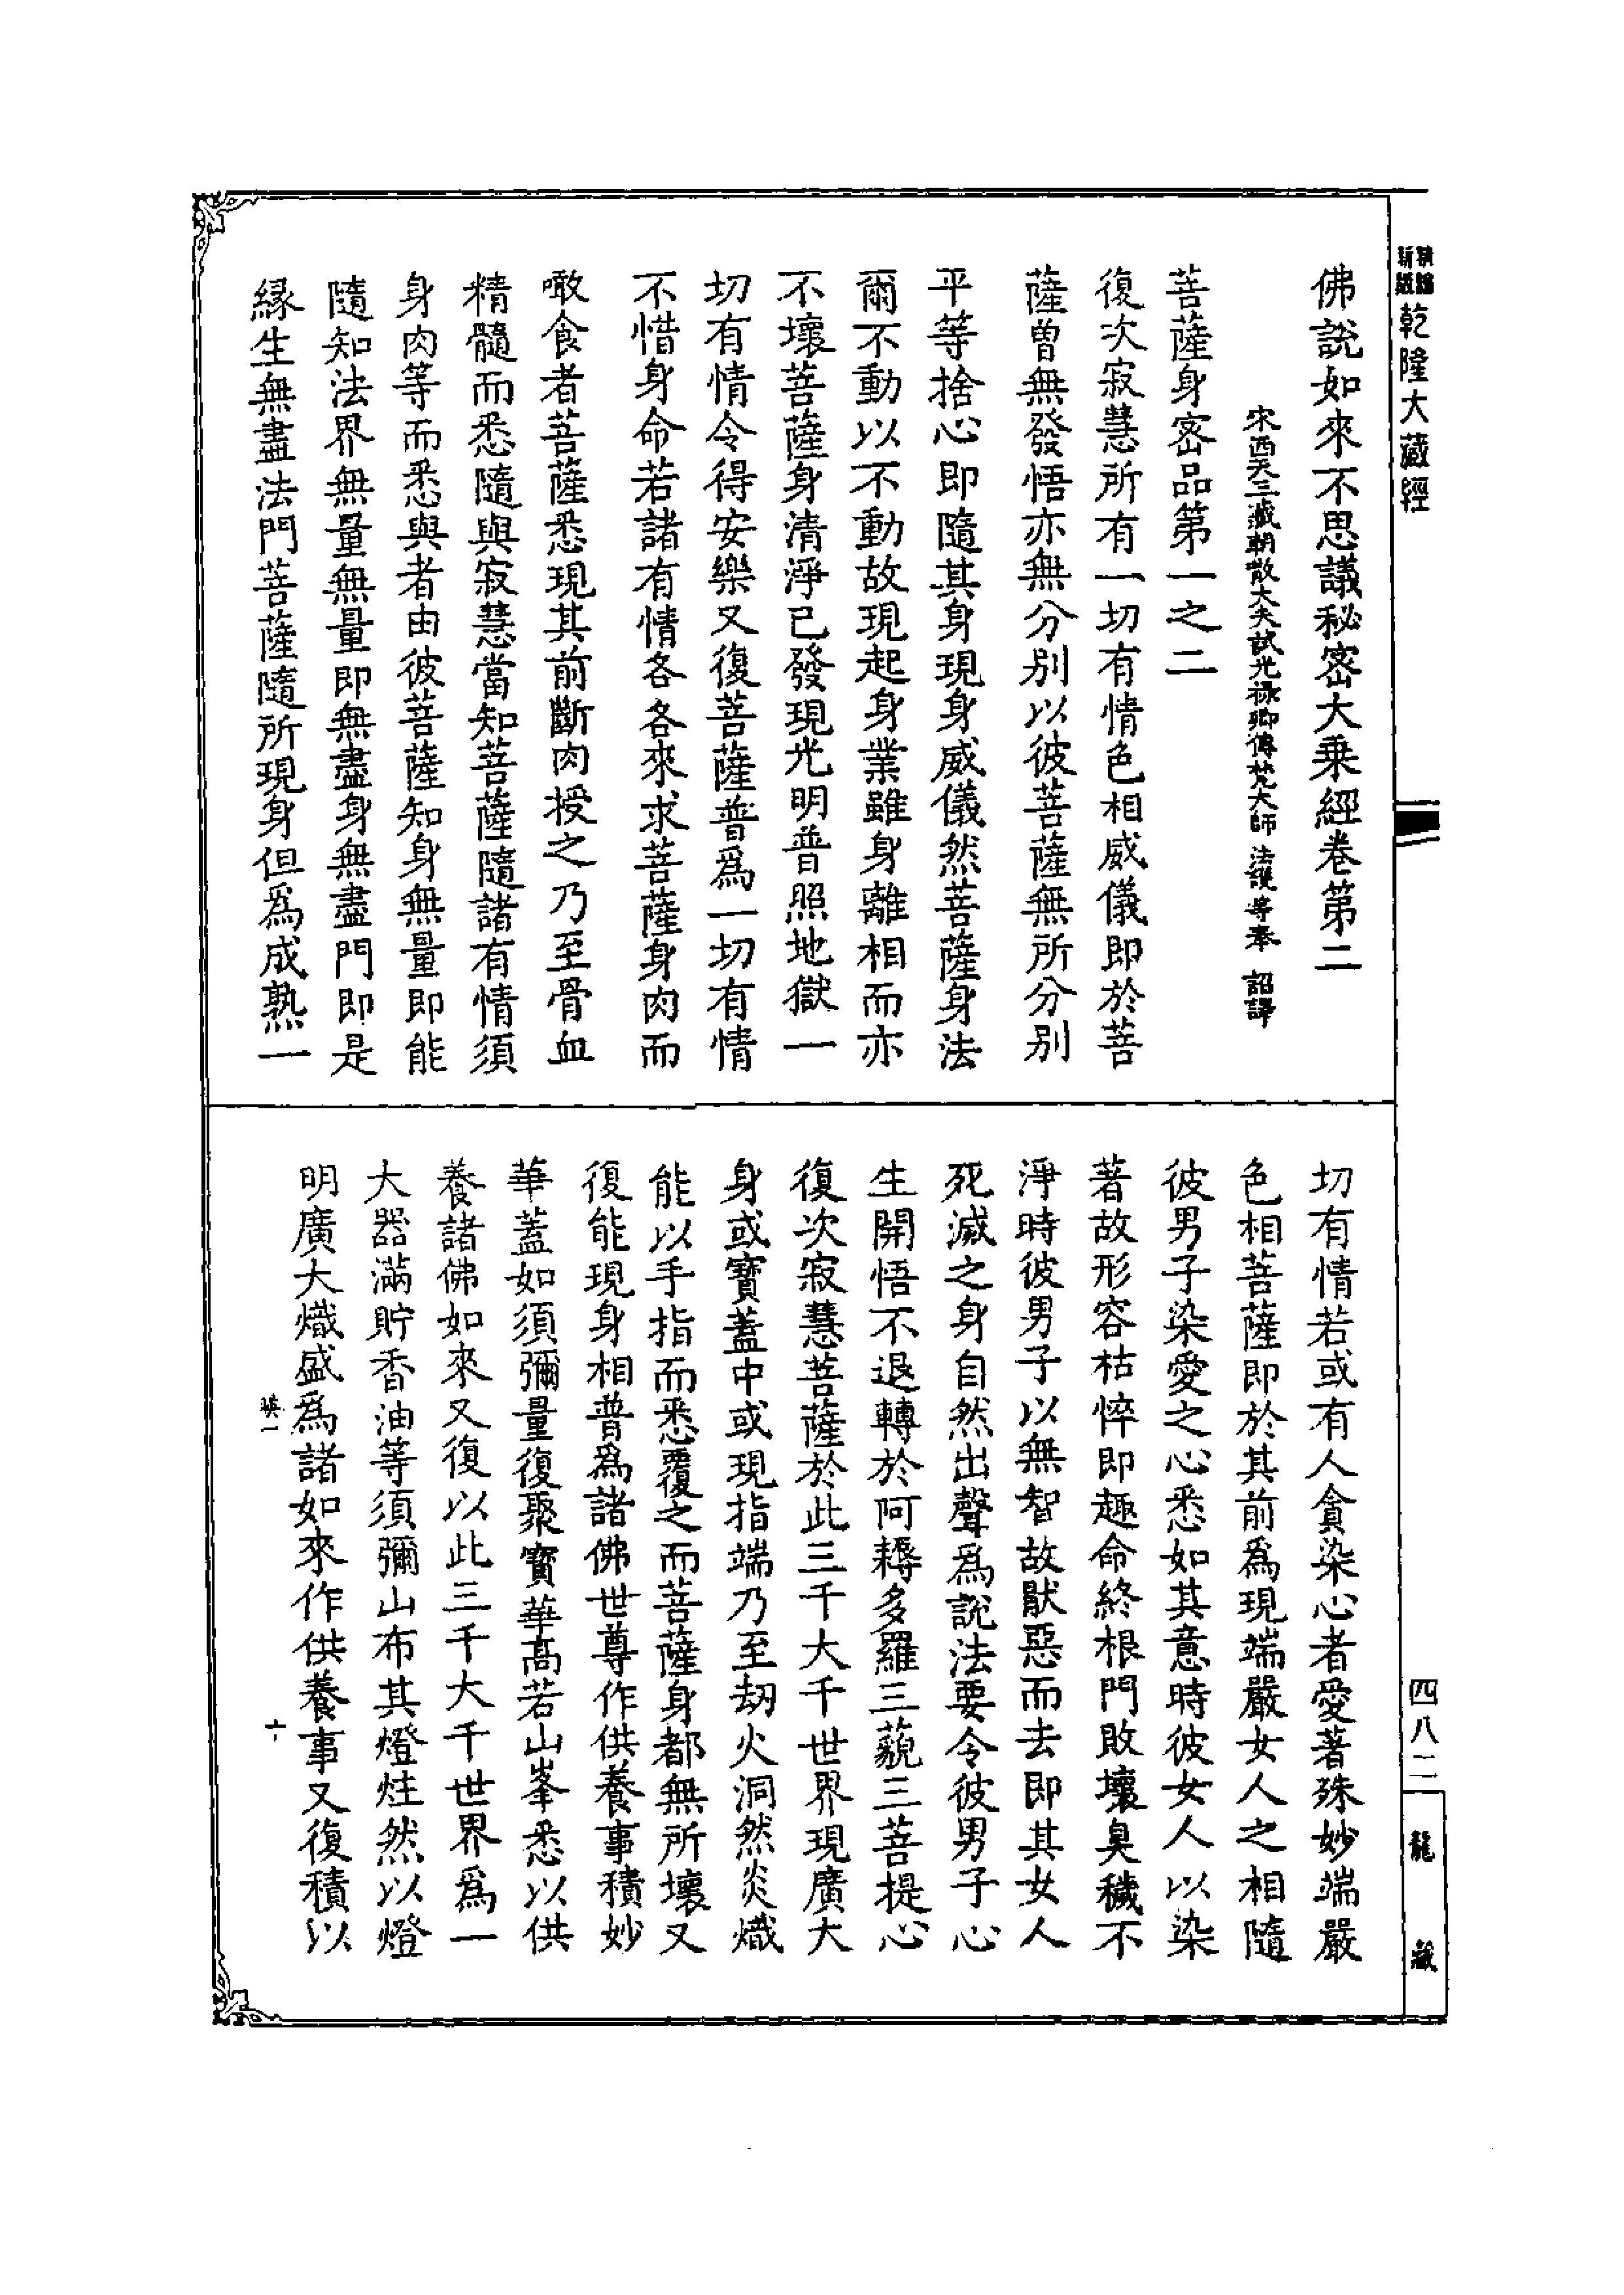 新編縮版乾隆大藏經
佛說如來不思議秘密大乘經卷第二
宋西天三藏朝散大夫試光祿卿傳梵大師 法護 等奉 詔譯
菩薩身密品第一之二
復次寂慧所有一切有情色相威儀即於菩
薩曾無發悟亦無分別以彼菩薩無所分別
平等捨心即隨其身現身威儀然菩薩身法
爾不動以不動故現起身業雖身離相而亦
不壞菩薩身清淨已發現光明普照地獄一
切有情令得安樂又復菩薩普爲一切有情
不惜身命若諸有情各各來求菩薩身肉而
噉食者菩薩悉現其前斷肉授之乃至骨血
精髓而悉隨與寂慧當知菩薩隨諸有情須
身肉等而悉與者由彼菩薩知身無量即能
隨知法界無量無量即無盡身無盡門即是
緣生無盡法門菩薩隨所現身但爲成熟一
切有情若或有人貪染心者愛著殊妙端嚴
色相菩薩即於其前爲現端嚴女人之相隨
彼男子染愛之心悉如其意時彼女人以染
著故形容枯悴即趣命終根門敗壞臭穢不
淨時彼男子以無智故猒惡而去即其女人
死滅之身自然出聲爲說法要令彼男子心
生開悟不退轉於阿耨多羅三藐三菩提心
復次寂慧菩薩於此三千大千世界現廣大
身或寶蓋中或現指端乃至劫火洞然炎熾
能以手指而悉覆之而菩薩身都無所壞又
復能現身相普爲諸佛世尊作供養事積妙
華蓋如須彌量復聚寶華高若山峯悉以供
養諸佛如來又復以此三千大千世界爲一
大器滿貯香油等須彌山布其燈炷然以燈
明廣大熾盛爲諸如來作供養事又復積以
四八二
龍藏
十